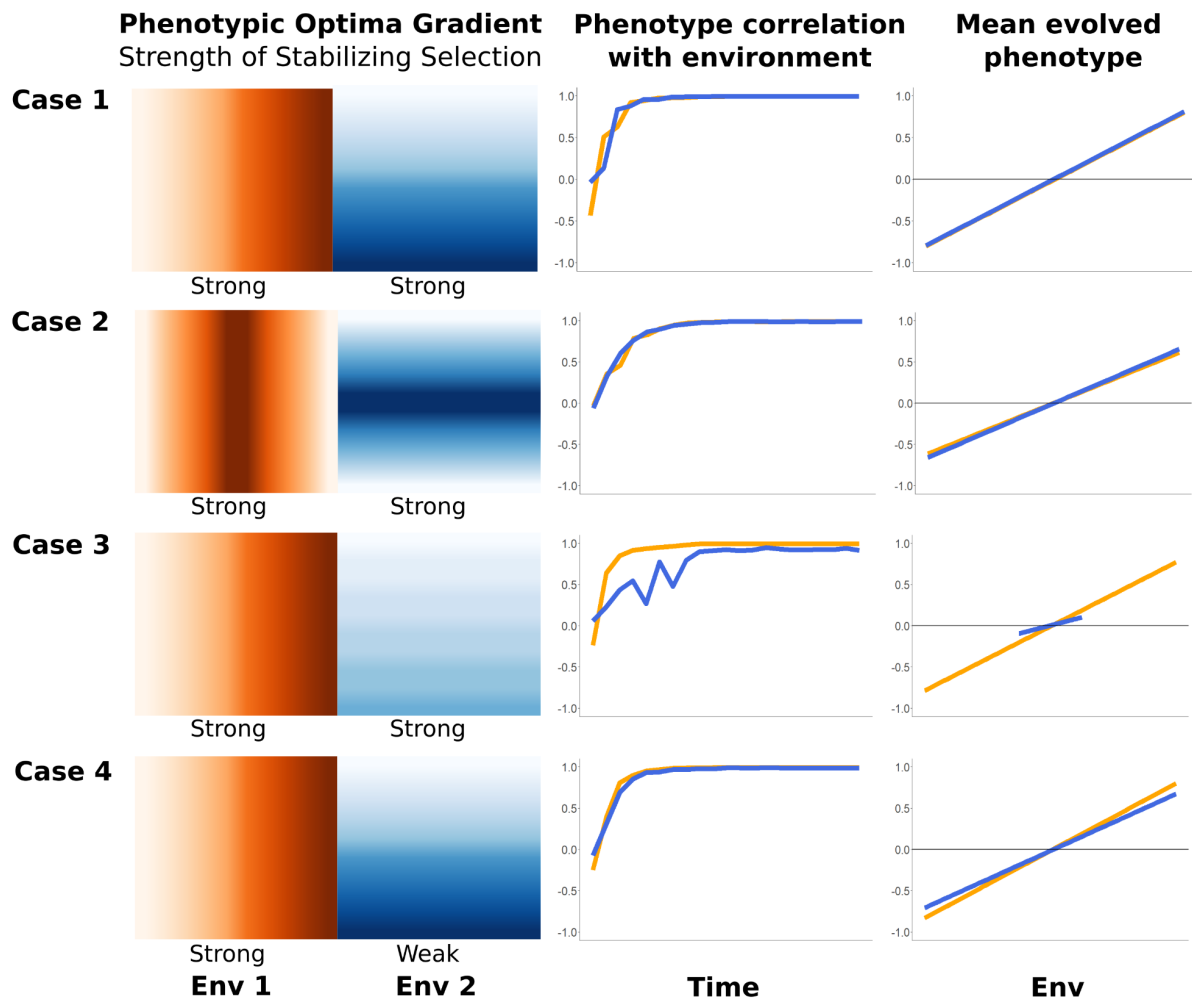 Phenotypic Optima Gradient
Strength of Stabilizing Selection
Phenotype correlation
with environment
Mean evolved
phenotype
Case 1
1.0
0.5
0.0
-0.5
-1.0
1.0
0.5
0.0
-0.5
-1.0
Strong
Strong
Case 2
1.0
0.5
0.0
-0.5
-1.0
1.0
0.5
0.0
-0.5
-1.0
Strong
Strong
Case 3
1.0
0.5
0.0
-0.5
-1.0
1.0
0.5
0.0
-0.5
-1.0
Strong
Strong
Case 4
1.0
0.5
0.0
-0.5
-1.0
1.0
0.5
0.0
-0.5
-1.0
Strong
Weak
Env 1
Env 2
Time
Env